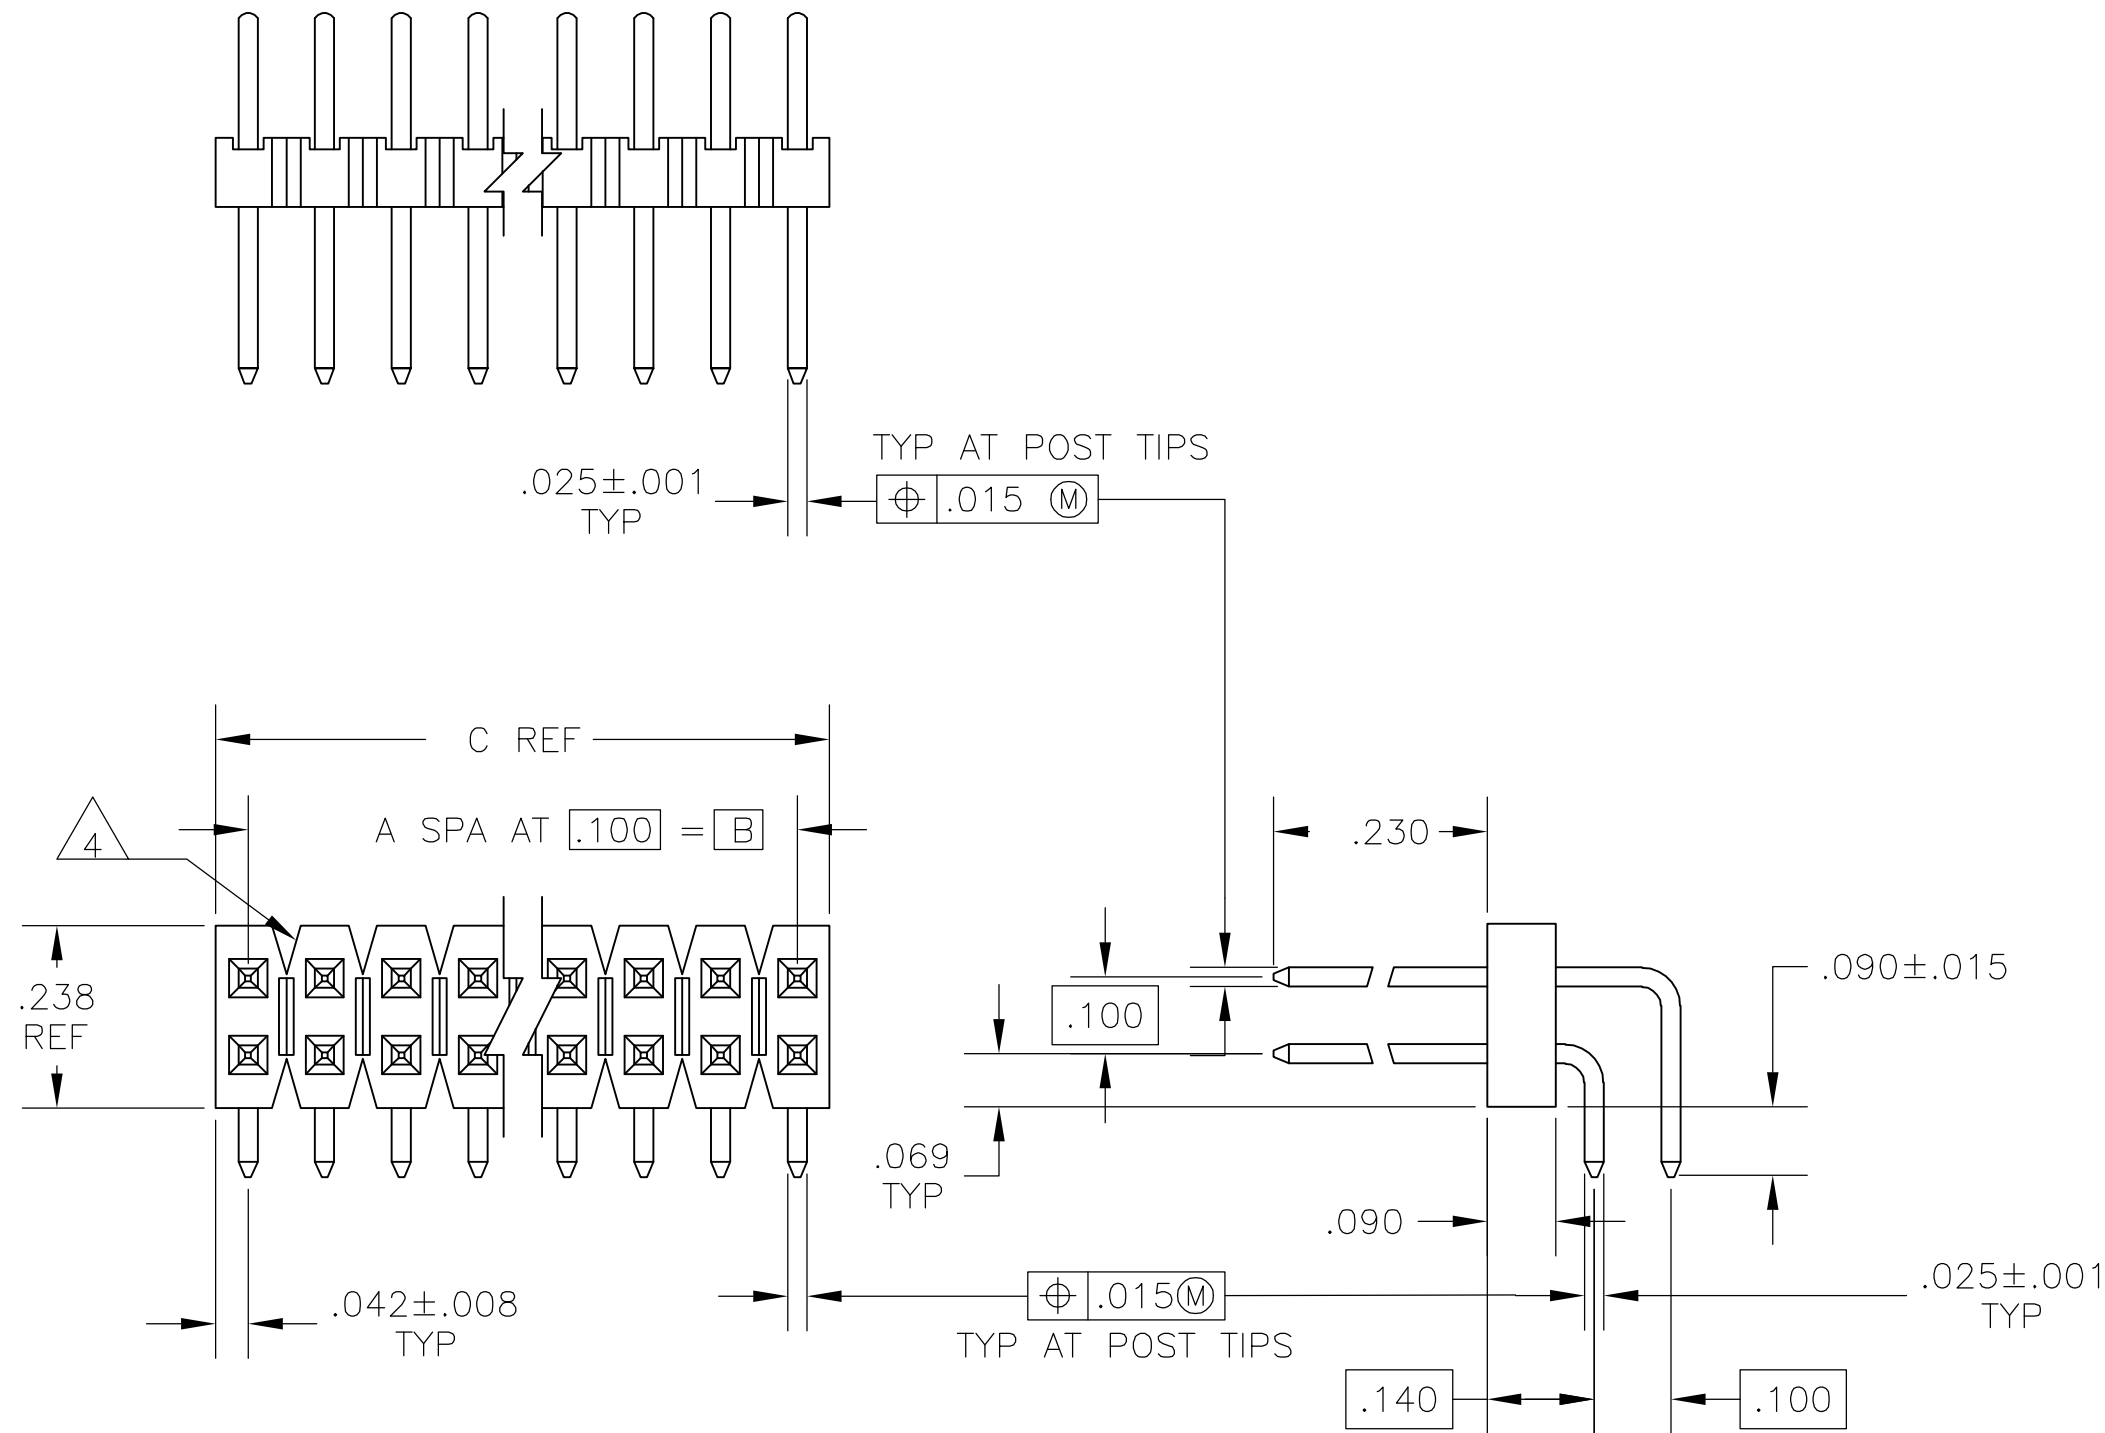 TYP AT POST TIPS
.025±.001
TYP
⌖ .015 Ⓜ
C REF
A SPA AT .100 = B
4
.230
.238
REF
.100
.090±.015
.069
TYP
.090
.042±.008
TYP
⌖ .015Ⓜ
TYP AT POST TIPS
.025±.001
TYP
.140
.100